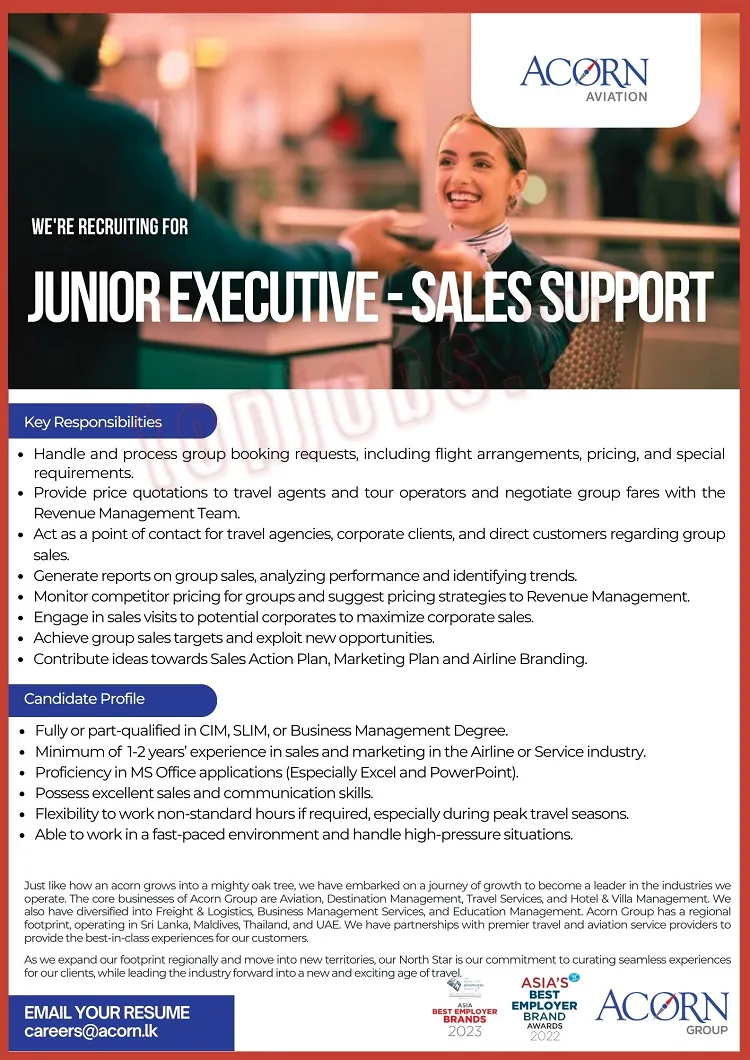 ACORN
AVIATION
WE'RE RECRUITING FOR
JUNIOR EXECUTIVE - SALES SUPPORT
Key Responsibilities
• Handle and process group booking requests, including flight arrangements, pricing, and special
requirements.
• Provide price quotations to travel agents and tour operators and negotiate group fares with the
Revenue Management Team.
• Act as a point of contact for travel agencies, corporate clients, and direct customers regarding group
sales.
• Generate reports on group sales, analyzing performance and identifying trends.
• Monitor competitor pricing for groups and suggest pricing strategies to Revenue Management.
• Engage in sales visits to potential corporates to maximize corporate sales.
• Achieve group sales targets and exploit new opportunities.
• Contribute ideas towards Sales Action Plan, Marketing Plan and Airline Branding.
Candidate Profile
• Fully or part-qualified in CIM, SLIM, or Business Management Degree.
• Minimum of 1-2 years' experience in sales and marketing in the Airline or Service industry.
• Proficiency in MS Office applications (Especially Excel and PowerPoint).
• Possess excellent sales and communication skills.
• Flexibility to work non-standard hours if required, especially during peak travel seasons.
• Able to work in a fast-paced environment and handle high-pressure situations.
Just like how an acorn grows into a mighty oak tree, we have embarked on a journey of growth to become a leader in the industries we
operate. The core businesses of Acorn Group are Aviation, Destination Management, Travel Services, and Hotel & Villa Management. We
also have diversified into Freight & Logistics, Business Management Services, and Education Management. Acorn Group has a regional
footprint, operating in Sri Lanka, Maldives, Thailand, and UAE. We have partnerships with premier travel and aviation service providers to
provide the best-in-class experiences for our customers.
As we expand our footprint regionally and move into new territories, our North Star is our commitment to curating seamless experiences
for our clients, while leading the industry forward into a new and exciting age of travel.
EMAIL YOUR RESUME
careers@acorn.lk
ASIA
BEST EMPLOYER
BRANDS
2023
ASIA'S
BEST
EMPLOYER
BRAND
AWARDS
2022
ACORN
GROUP
topjobs